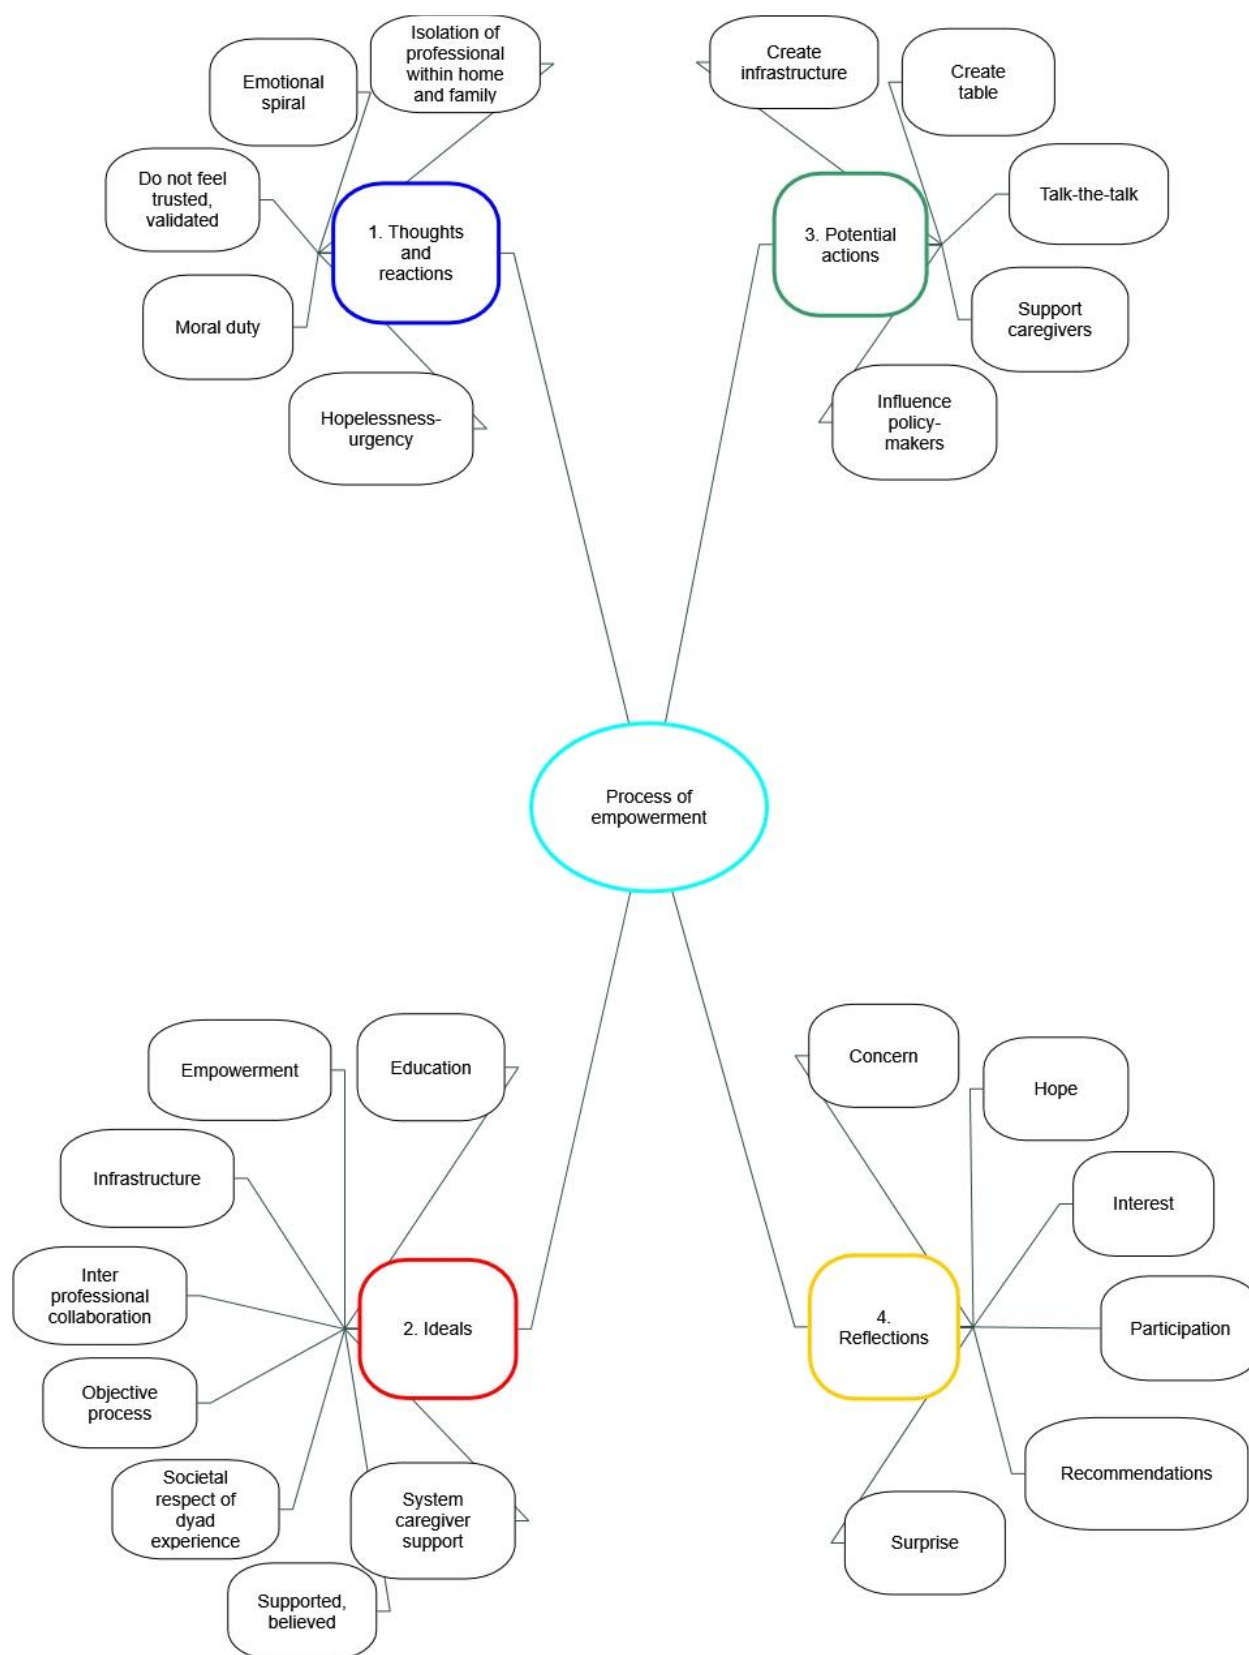 Isolation of
professional
within home
and family
Emotional
spiral
Do not feel
trusted,
validated
1. Thoughts
and
reactions
Moral duty
Hopelessness-
urgency
Create
infrastructure
Create
table
Talk-the-talk
3. Potential
actions
Support
caregivers
Influence
policy-
makers
Process of
empowerment
Empowerment
Education
Infrastructure
Inter
professional
collaboration
2. Ideals
Objective
process
Societal
respect of
dyad
experience
System
caregiver
support
Supported,
believed
Concern
Hope
Interest
4.
Reflections
Participation
Recommendations
Surprise